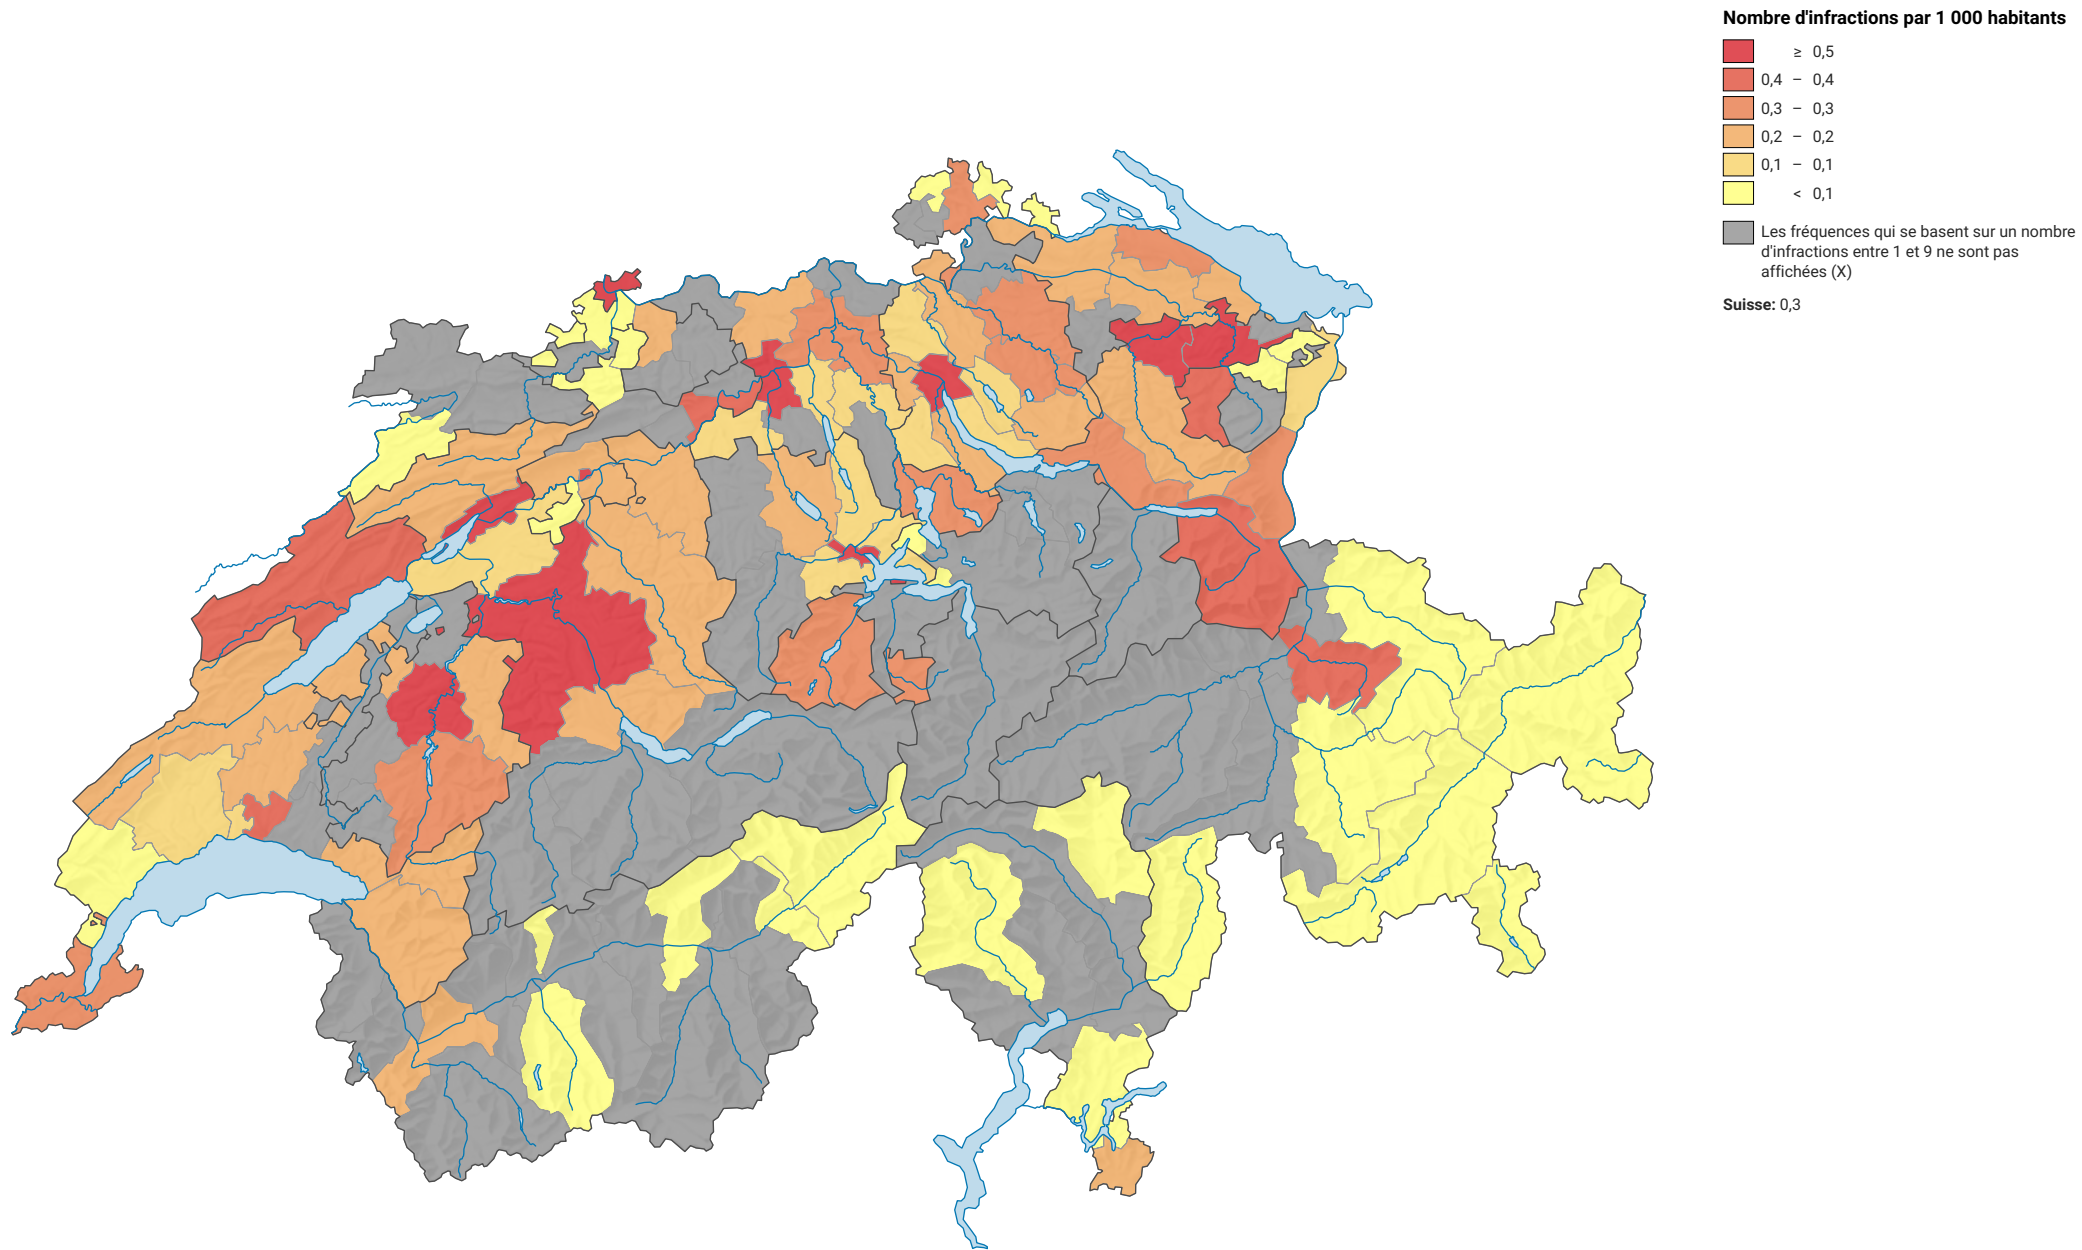 Nombre d'infractions par 1 000 habitants
≥ 0,5
0,4 – 0,4
0,3 – 0,3
0,2 – 0,2
0,1 – 0,1
< 0,1
Les fréquences qui se basent sur un nombre
d'infractions entre 1 et 9 ne sont pas
affichées (X)
Suisse: 0,3